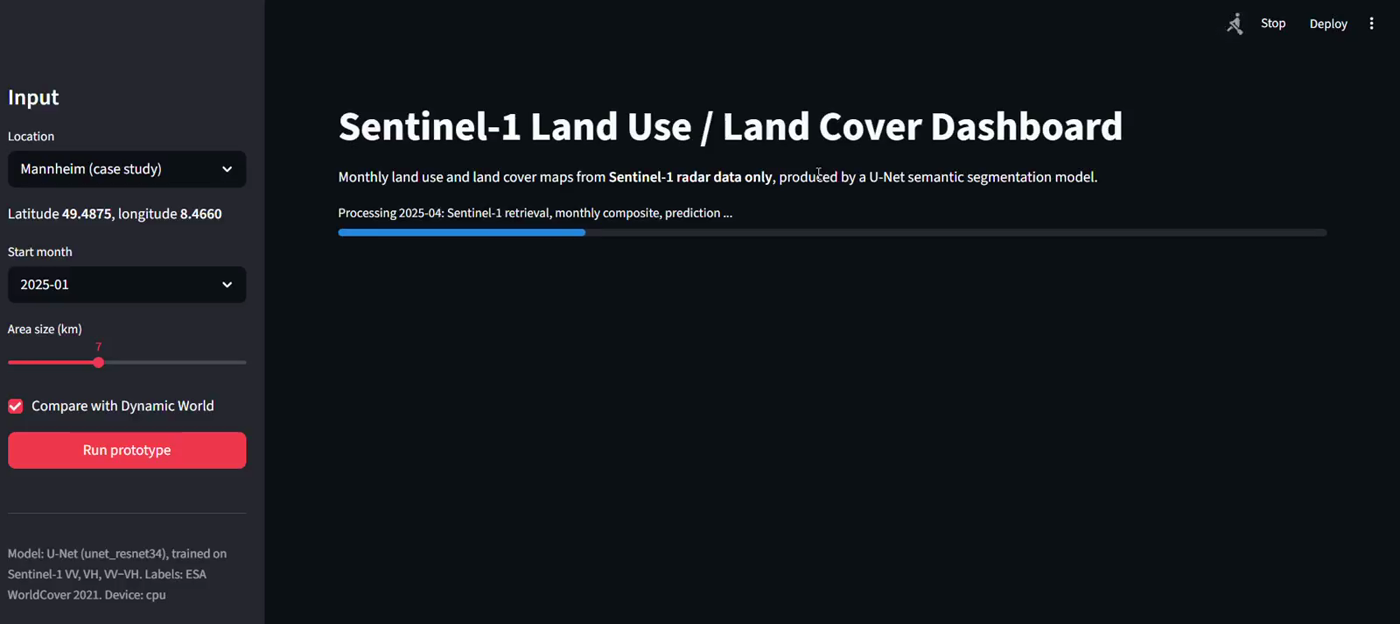 Stop
Deploy
Input
Location
Mannheim (case study)
Latitude 49.4875, longitude 8.4660
Start month
2025-01
Area size (km)
7
Compare with Dynamic World
Run prototype
Model: U-Net (unet_resnet34), trained on
Sentinel-1 VV, VH, VV−VH. Labels: ESA
WorldCover 2021. Device: cpu
Sentinel-1 Land Use / Land Cover Dashboard
Monthly land use and land cover maps from Sentinel-1 radar data only, produced by a U-Net semantic segmentation model.
Processing 2025-04: Sentinel-1 retrieval, monthly composite, prediction ...